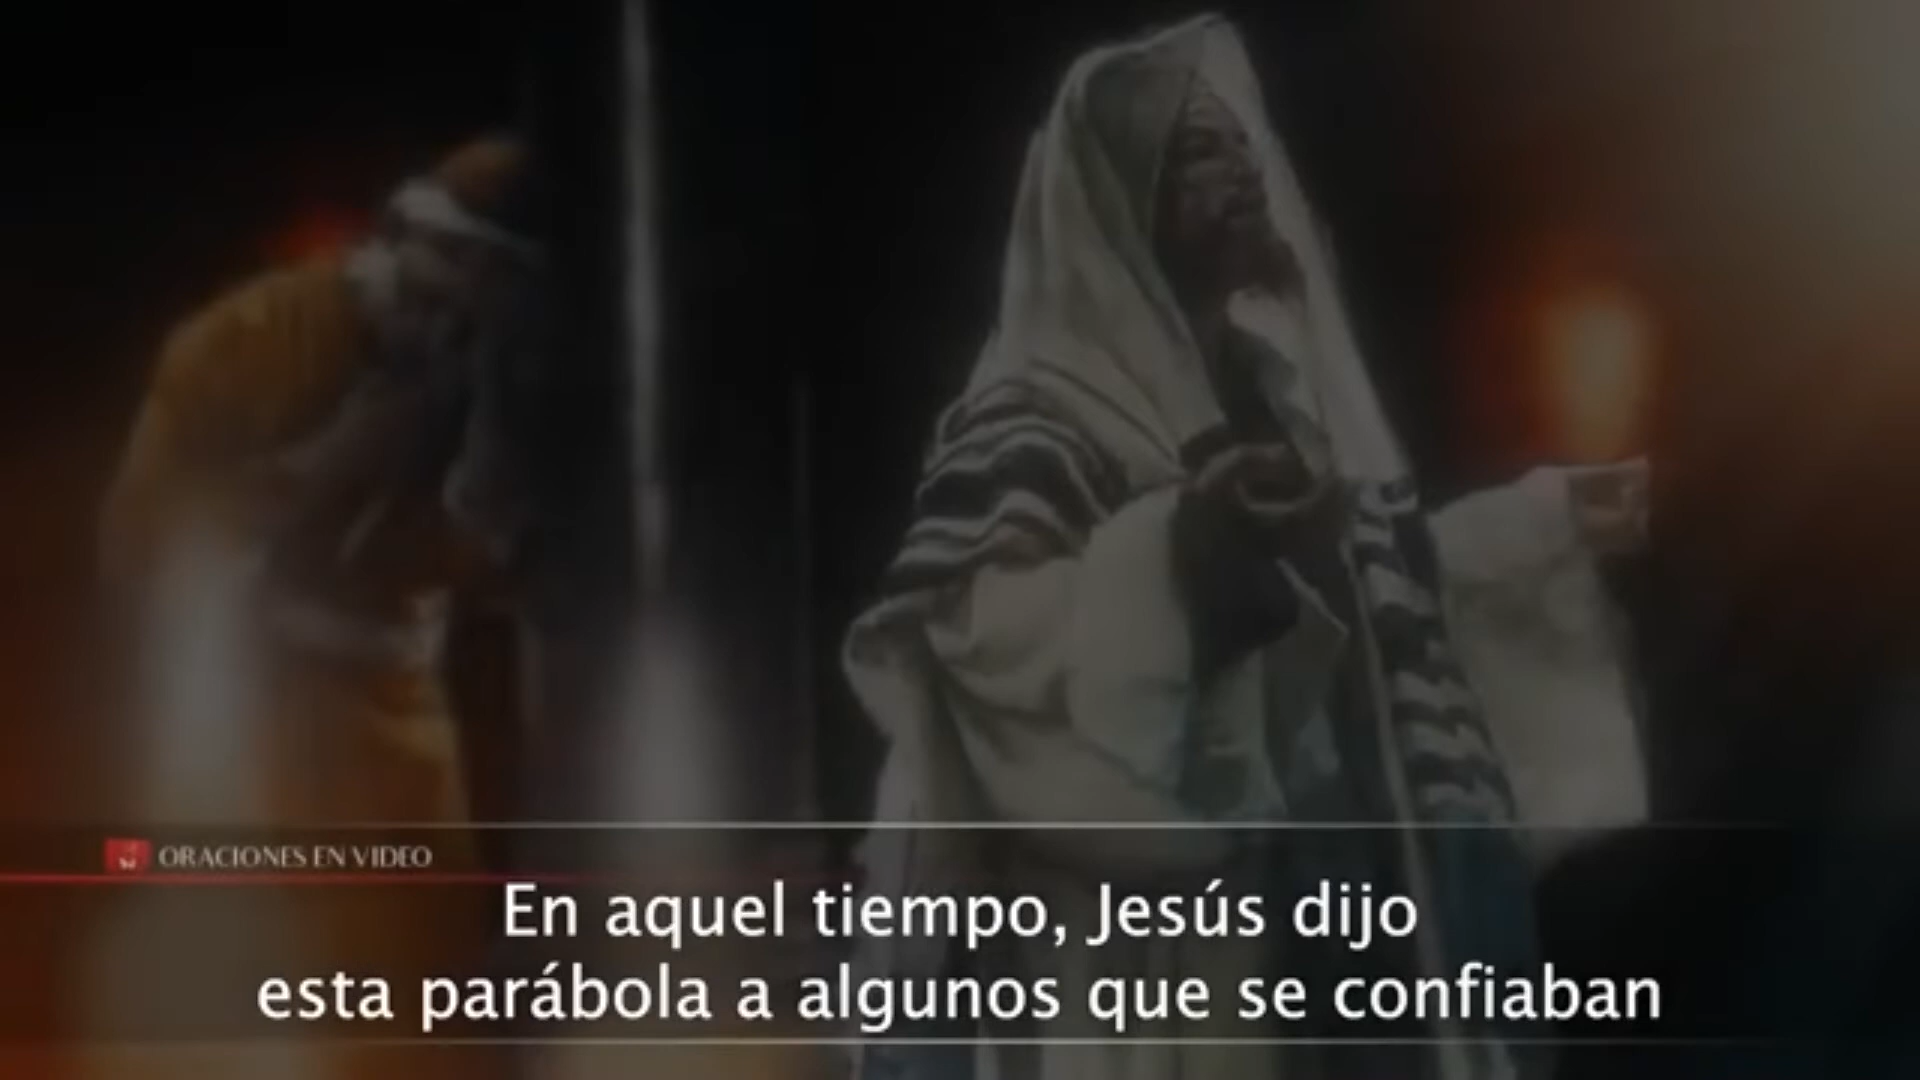 ORACIONES EN VIDEO
En aquel tiempo, Jesús dijo
esta parábola a algunos que se confiaban